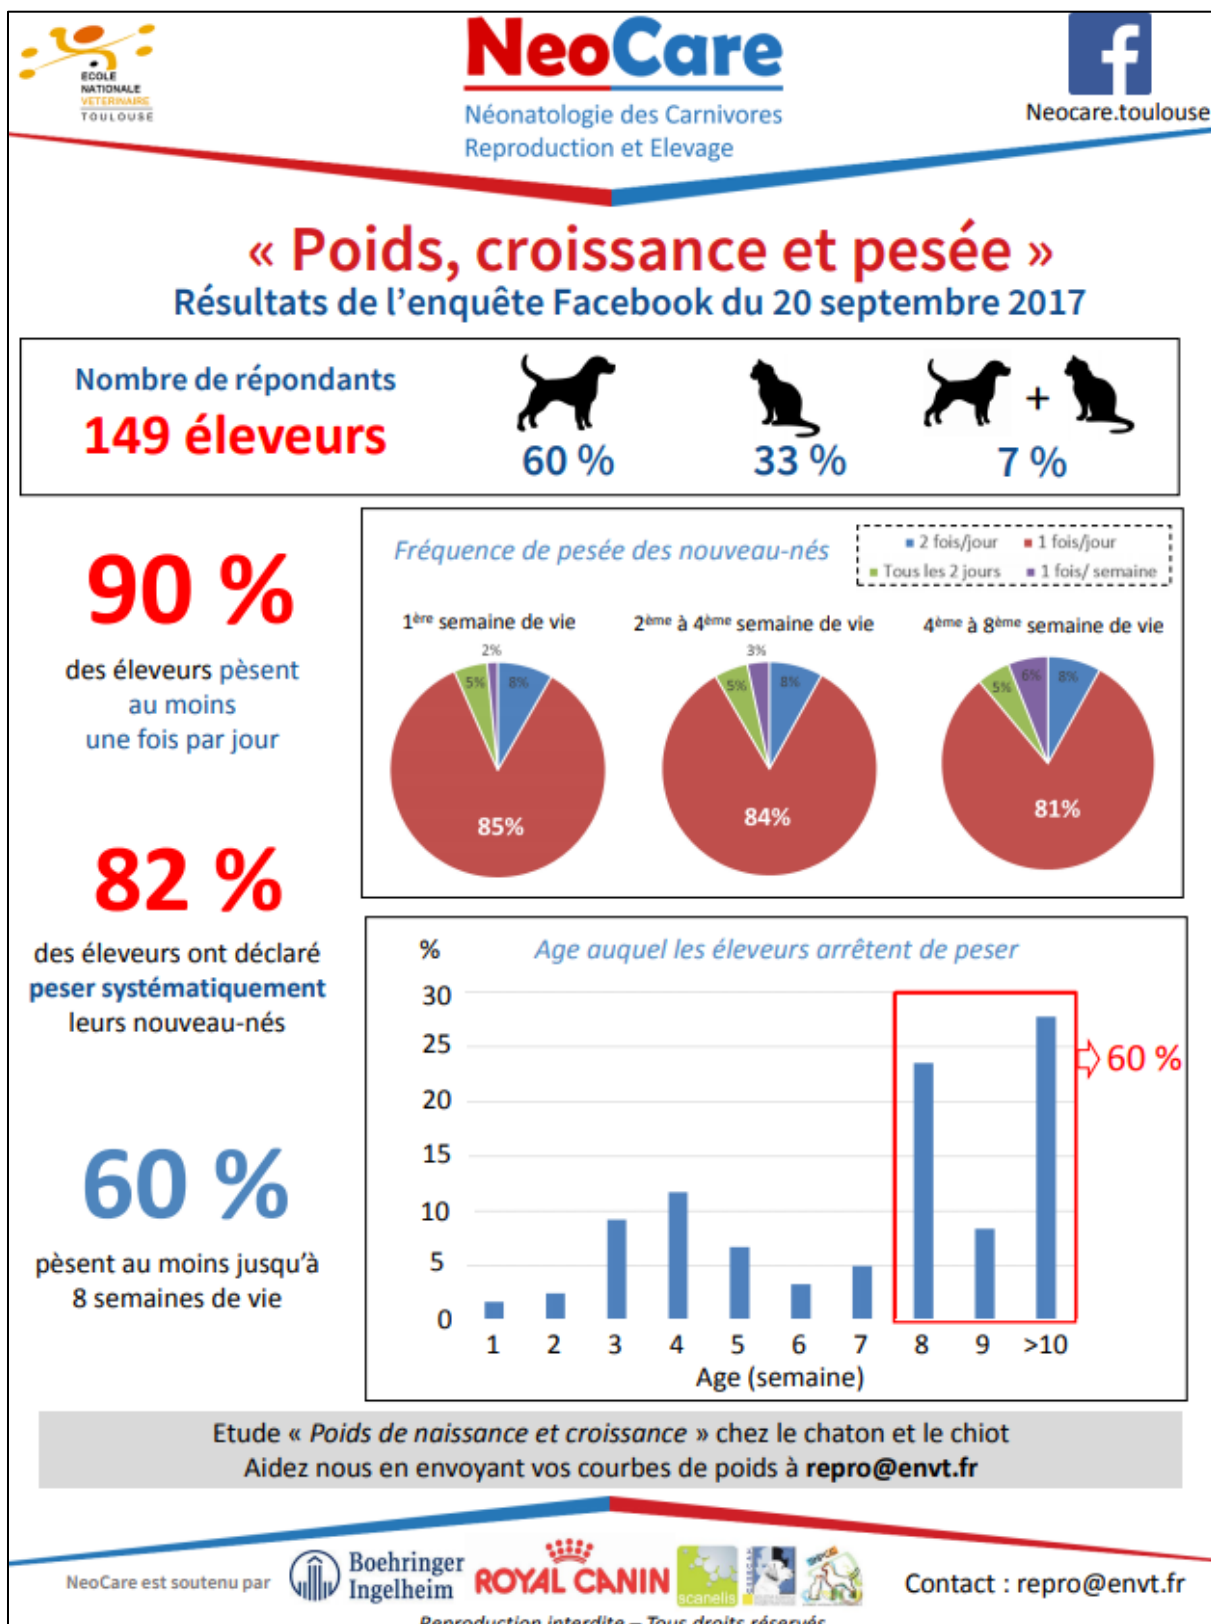 ECOLE
NATIONALE
VETERINAIRE
TOULOUSE
NeoCare
Néonatologie des Carnivores
Reproduction et Elevage
f
Neocare.toulouse
« Poids, croissance et pesée »
Résultats de l'enquête Facebook du 20 septembre 2017
Nombre de répondants
149 éleveurs
60 %
33 %
+
7 %
90 %
des éleveurs pèsent
au moins
une fois par jour
82 %
des éleveurs ont déclaré
peser systématiquement
leurs nouveau-nés
60 %
pèsent au moins jusqu'à
8 semaines de vie
Fréquence de pesée des nouveau-nés
2 fois/jour
1 fois/jour
Tous les 2 jours
1 fois/ semaine
1ère semaine de vie
2%
5%
8%
85%
2ème à 4ème semaine de vie
3%
5%
8%
84%
4ème à 8ème semaine de vie
5%
6%
8%
81%
%
Age auquel les éleveurs arrêtent de peser
30
25
20
15
10
5
0
1 2 3 4 5 6 7 8 9 >10
Age (semaine)
60 %
Etude « Poids de naissance et croissance » chez le chaton et le chiot
Aidez nous en envoyant vos courbes de poids à repro@envt.fr
NeoCare est soutenu par
Boehringer
Ingelheim
ROYAL CANIN
scanelis
Contact : repro@envt.fr
Reproduction interdite – Tous droits réservés